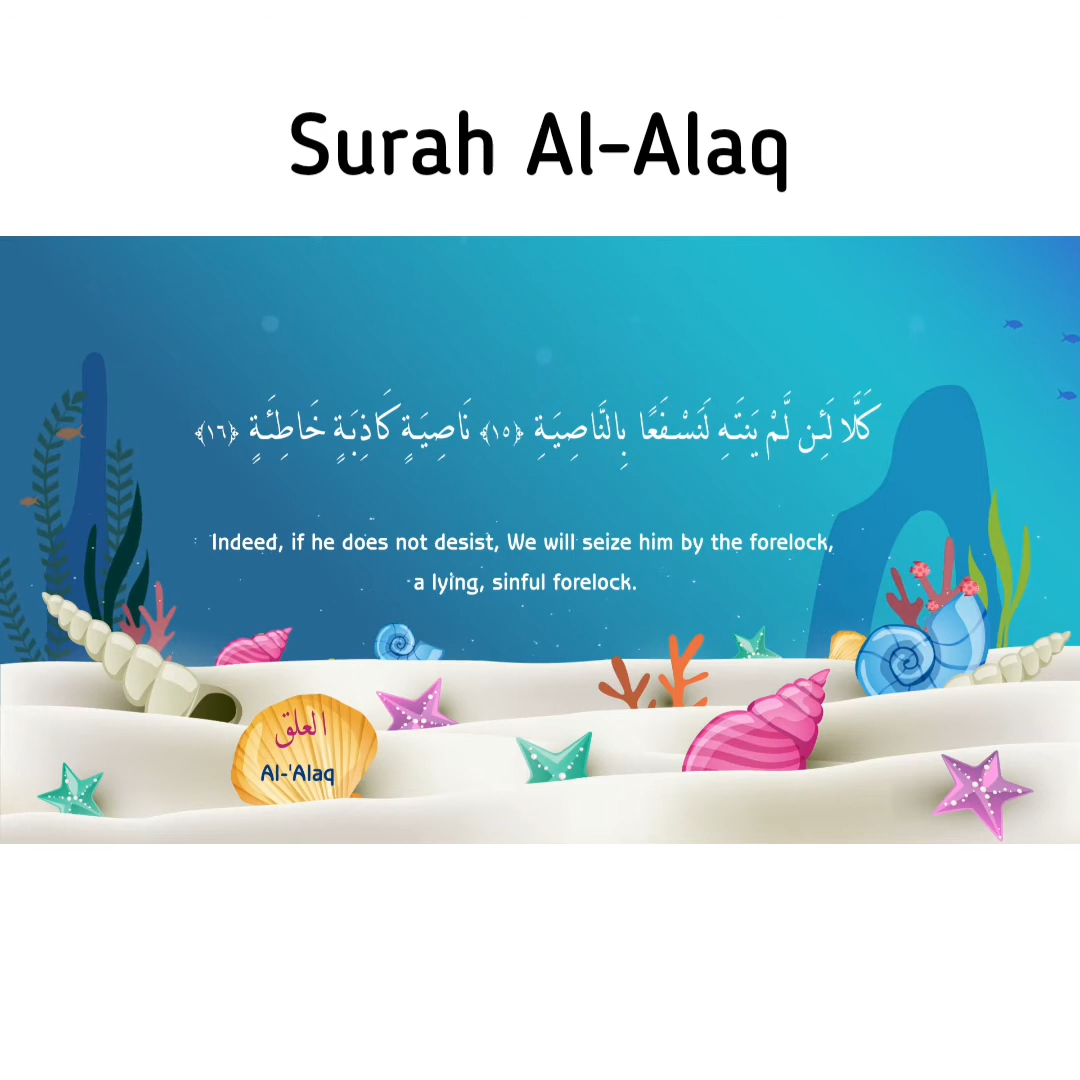 Surah Al-Alaq
كَلَّا لَئِن لَّمْ يَنتَهِ لَنَسْفَعًا بِالنَّاصِيَةِ ﴿١٥﴾ نَاصِيَةٍ كَاذِبَةٍ خَاطِئَةٍ ﴿١٦﴾
Indeed, if he does not desist, We will seize him by the forelock,
a lying, sinful forelock.
العلق
Al-'Alaq